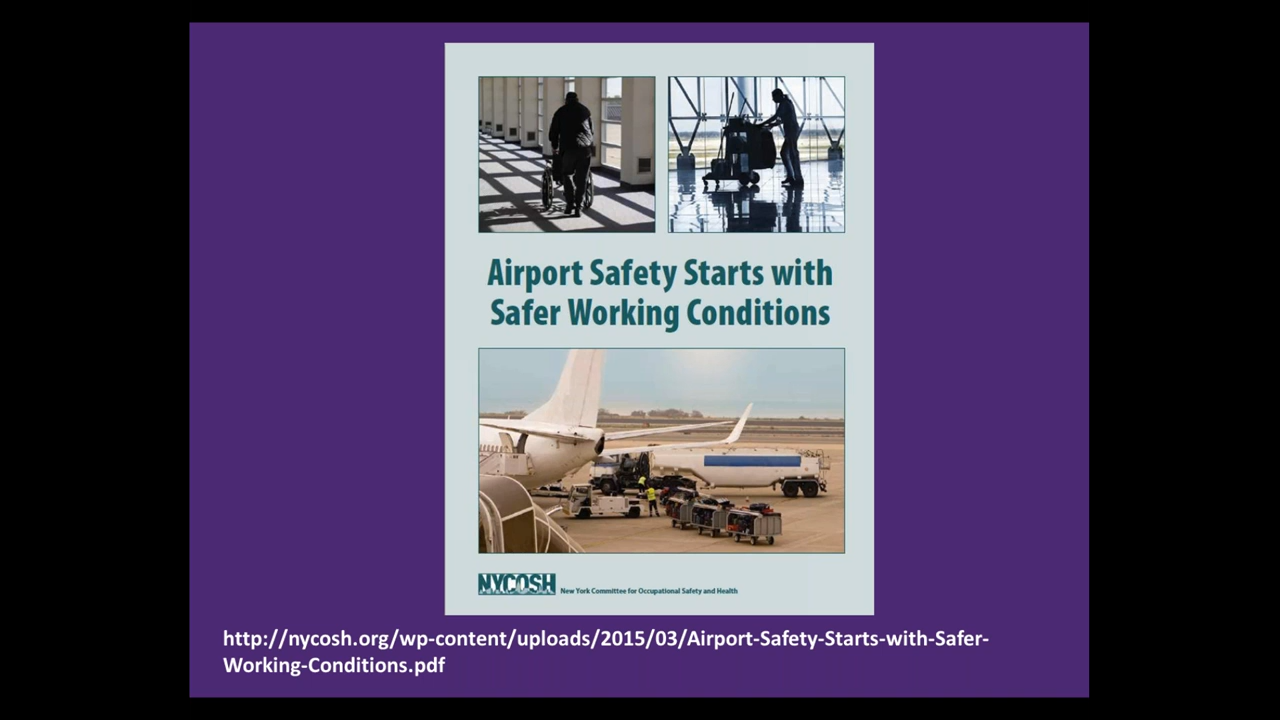 Airport Safety Starts with
Safer Working Conditions
NYCOSH New York Committee for Occupational Safety and Health
http://nycosh.org/wp-content/uploads/2015/03/Airport-Safety-Starts-with-Safer-
Working-Conditions.pdf